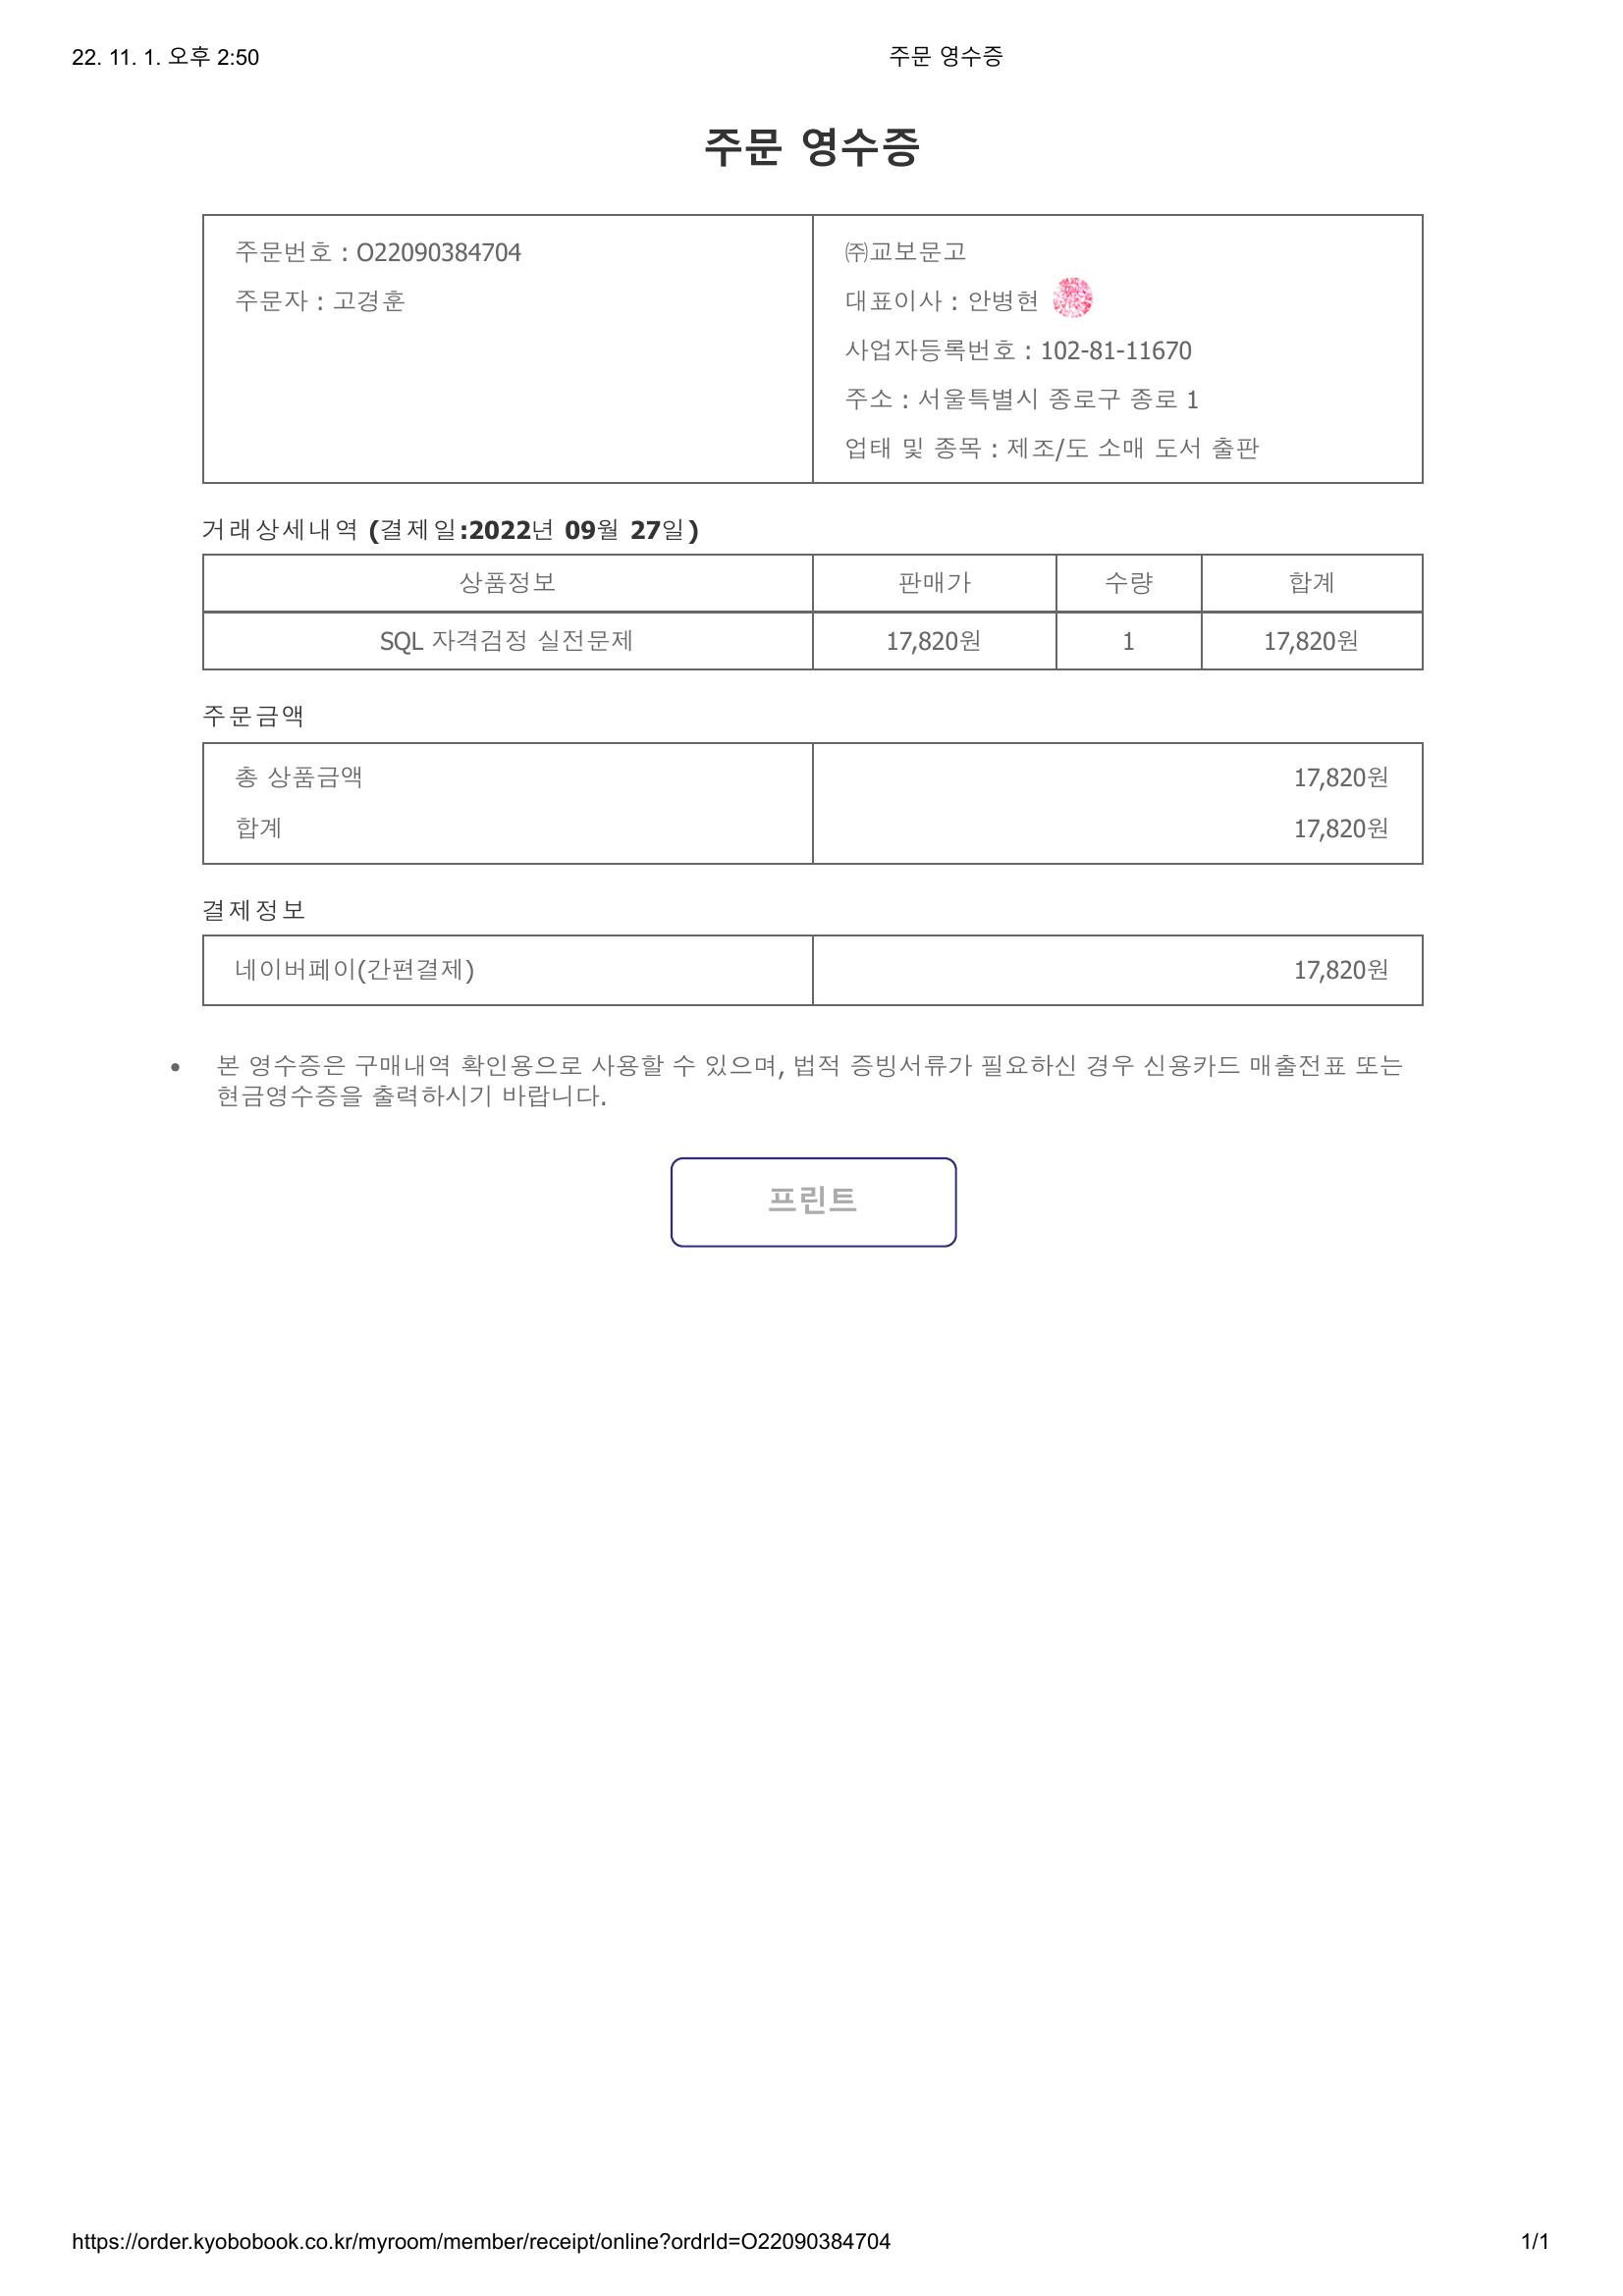 22. 11. 1. 오후 2:50
주문 영수증
주문 영수증
주문번호 : O22090384704
주문자 : 고경훈
㈜교보문고
대표이사 : 안병현
사업자등록번호 : 102-81-11670
주소 : 서울특별시 종로구 종로 1
업태 및 종목 : 제조/도 소매 도서 출판
거래상세내역 (결제일:2022년 09월 27일)
상품정보 판매가 수량 합계
SQL 자격검정 실전문제 17,820원 1 17,820원
주문금액
총 상품금액 17,820원
합계 17,820원
결제정보
네이버페이(간편결제) 17,820원
• 본 영수증은 구매내역 확인용으로 사용할 수 있으며, 법적 증빙서류가 필요하신 경우 신용카드 매출전표 또는
현금영수증을 출력하시기 바랍니다.
프린트
https://order.kyobobook.co.kr/myroom/member/receipt/online?ordrId=O22090384704
1/1